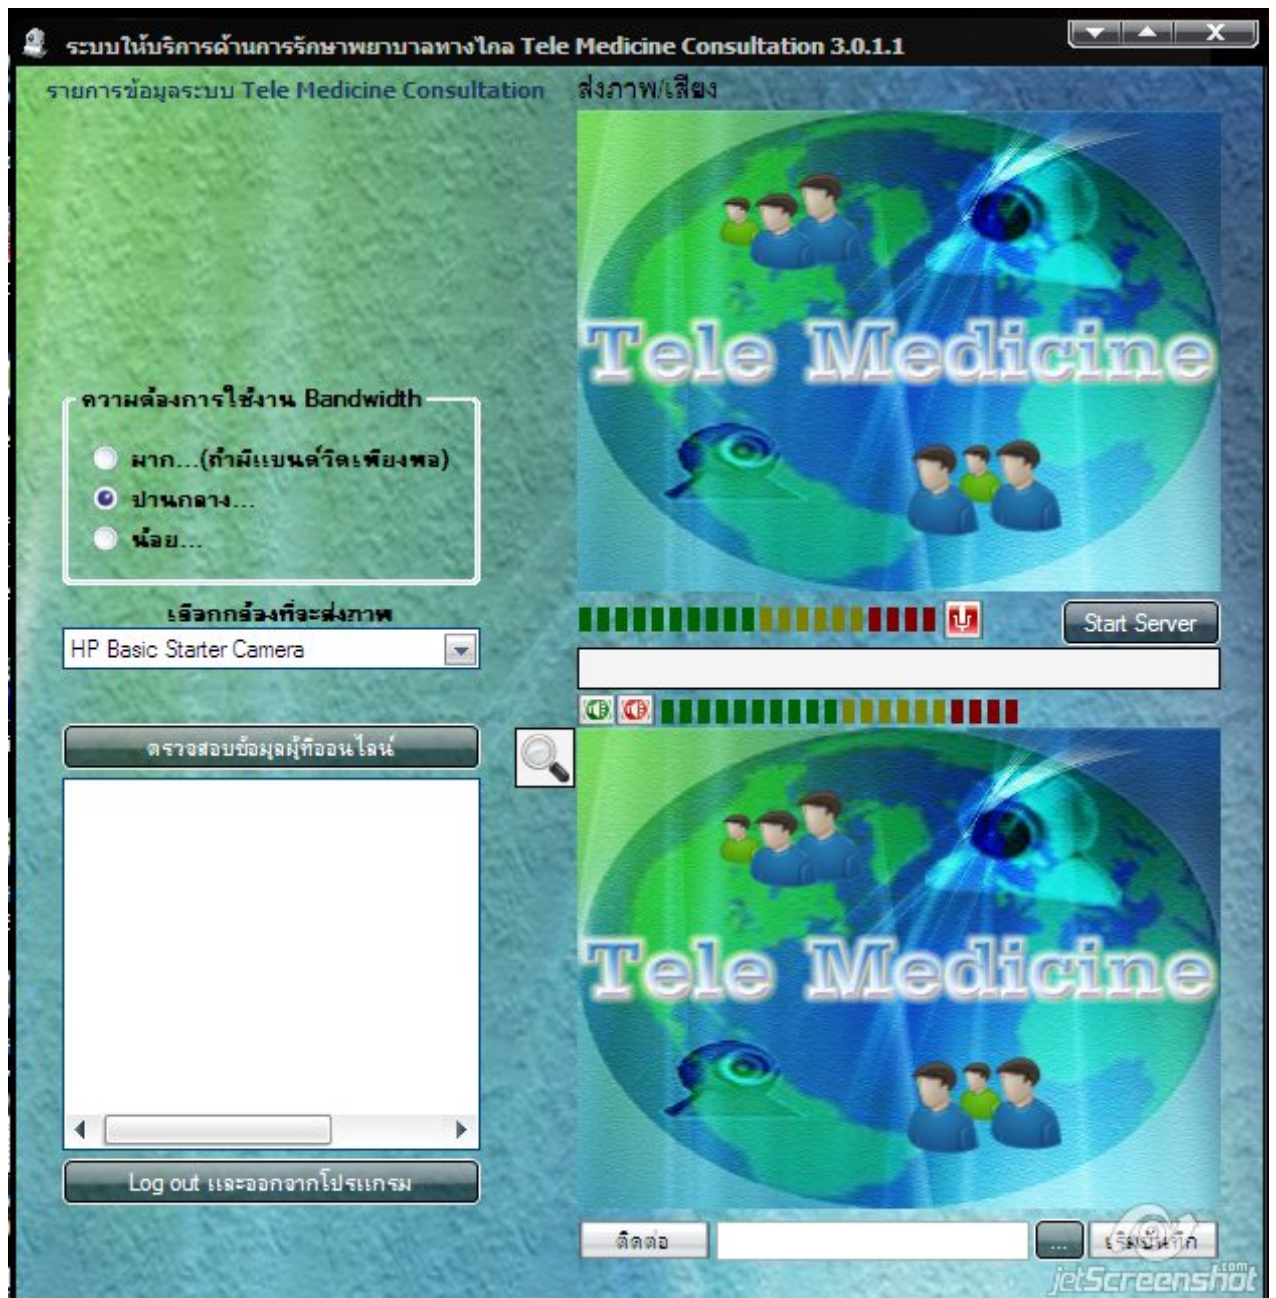 ระบบให้บริการด้านการรักษาพยาบาลทางไกล Tele Medicine Consultation 3.0.1.1
รายการข้อมูลระบบ Tele Medicine Consultation
ส่งภาพ/เสียง
Tele Medicine
ความต้องการใช้งาน Bandwidth
มาก...(ถ้ามีแบนด์วิดเพียงพอ)
ปานกลาง...
น้อย...
เลือกกล้องที่จะส่งภาพ
HP Basic Starter Camera
Start Server
ตรวจสอบข้อมูลผู้ที่ออนไลน์
Tele Medicine
Log out และออกจากโปรแกรม
ติดต่อ
...
เริ่มบันทึก
jetScreenshot.com